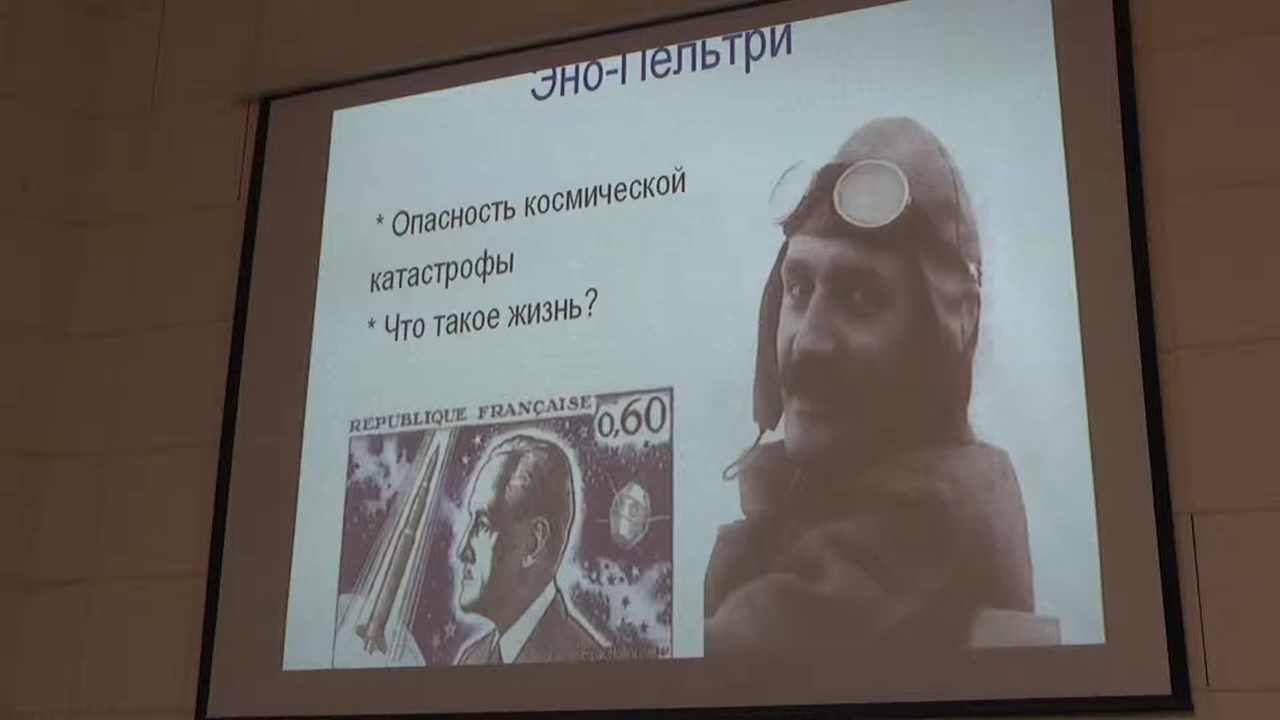 Эно-Пельтри
* Опасность космической
катастрофы
* Что такое жизнь?
REPUBLIQUE FRANÇAISE
0,60